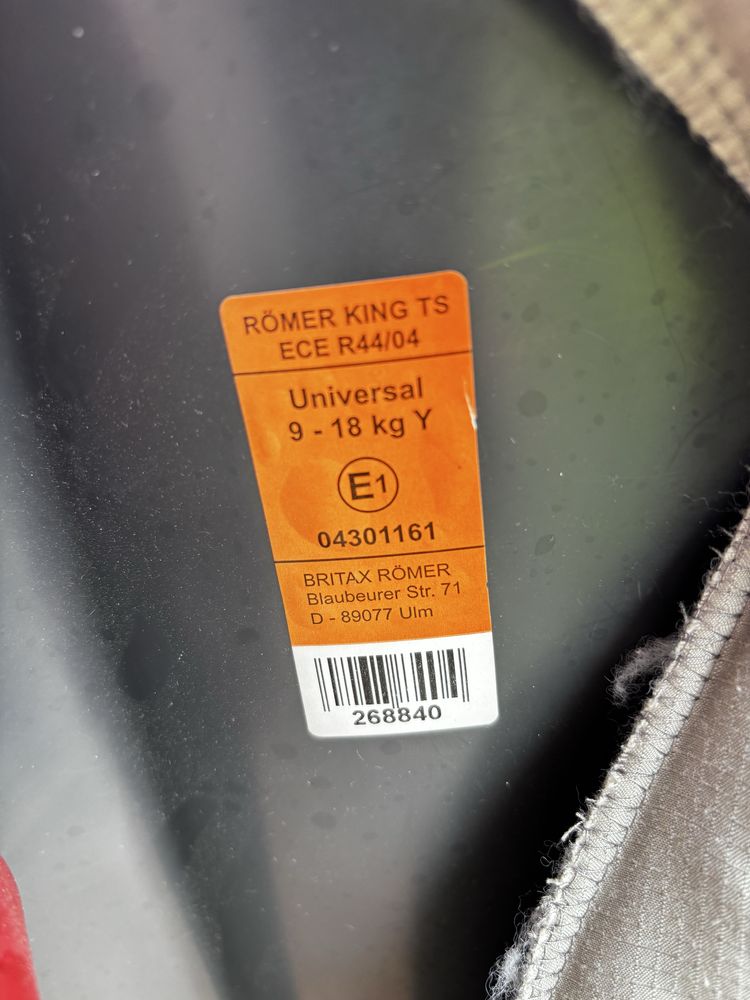 RÖMER KING TS
ECE R44/04
Universal
9 - 18 kg Y
E1
04301161
BRITAX RÖMER
Blaubeurer Str. 71
D - 89077 Ulm
268840